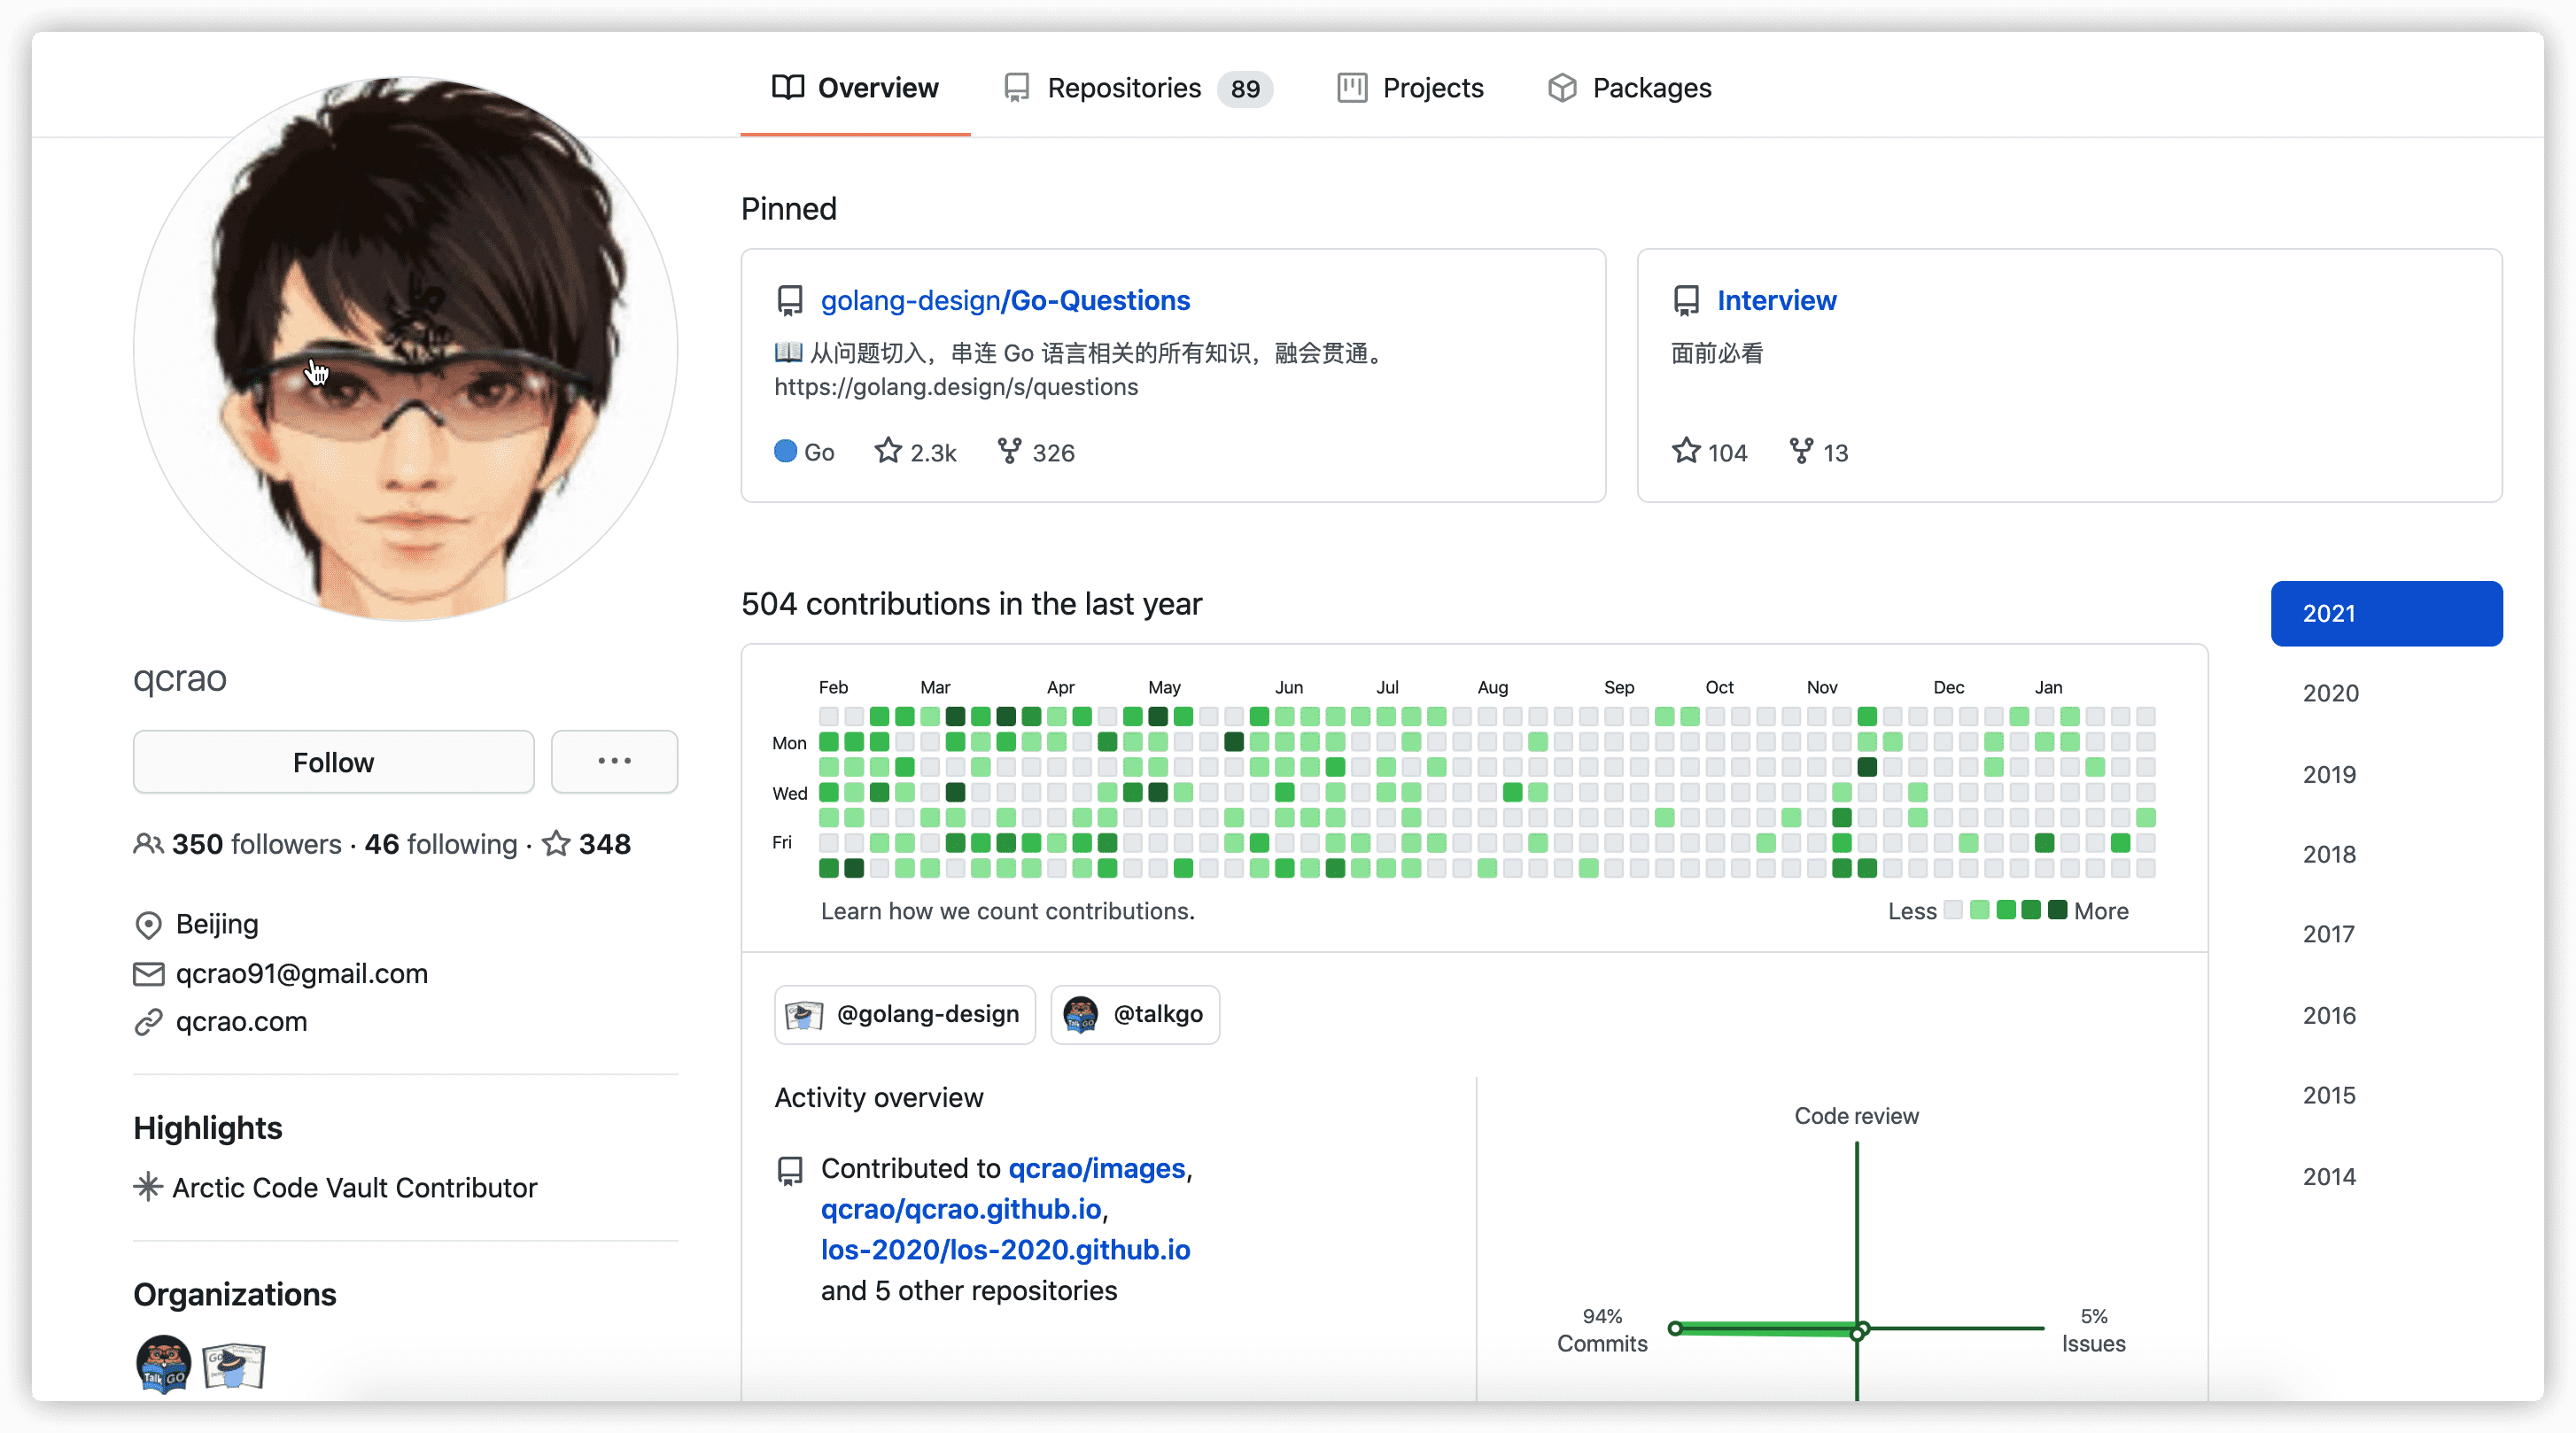 Overview
Repositories 89
Projects
Packages
qcrao
Follow
350 followers · 46 following · 348
Beijing
qcrao91@gmail.com
qcrao.com
Highlights
Arctic Code Vault Contributor
Organizations
Talk GO
Pinned
golang-design/Go-Questions
📖 从问题切入，串连 Go 语言相关的所有知识，融会贯通。
https://golang.design/s/questions
Go 2.3k 326
Interview
面前必看
104 13
504 contributions in the last year
Feb Mar Apr May Jun Jul Aug Sep Oct Nov Dec Jan
Mon
Wed
Fri
Learn how we count contributions.
Less More
@golang-design
@talkgo
Activity overview
Contributed to qcrao/images,
qcrao/qcrao.github.io,
los-2020/los-2020.github.io
and 5 other repositories
Code review
94%
Commits
5%
Issues
2021
2020
2019
2018
2017
2016
2015
2014